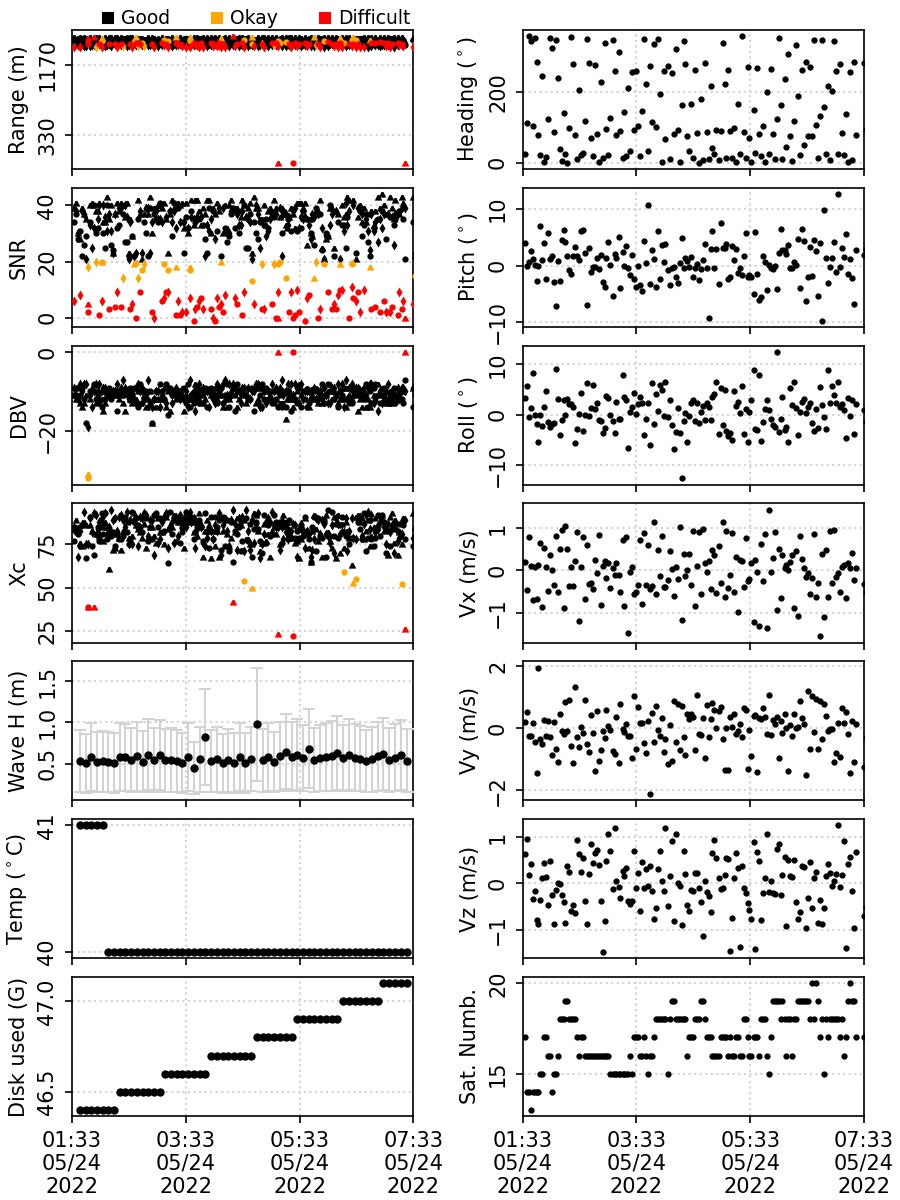 Good Okay Difficult
Range (m)
1170
330
Heading (°)
200
0
SNR
40
20
0
Pitch (°)
10
0
−10
DBV
0
−20
Roll (°)
10
0
−10
Xc
75
50
25
Vx (m/s)
1
0
−1
Wave H (m)
1.5
1.0
0.5
Vy (m/s)
2
0
−2
Temp (°C)
41
40
Vz (m/s)
1
0
−1
Disk used (G)
47.0
46.5
Sat. Numb.
20
15
01:33 03:33 05:33 07:33 01:33 03:33 05:33 07:33
05/24 05/24 05/24 05/24 05/24 05/24 05/24 05/24
2022 2022 2022 2022 2022 2022 2022 2022